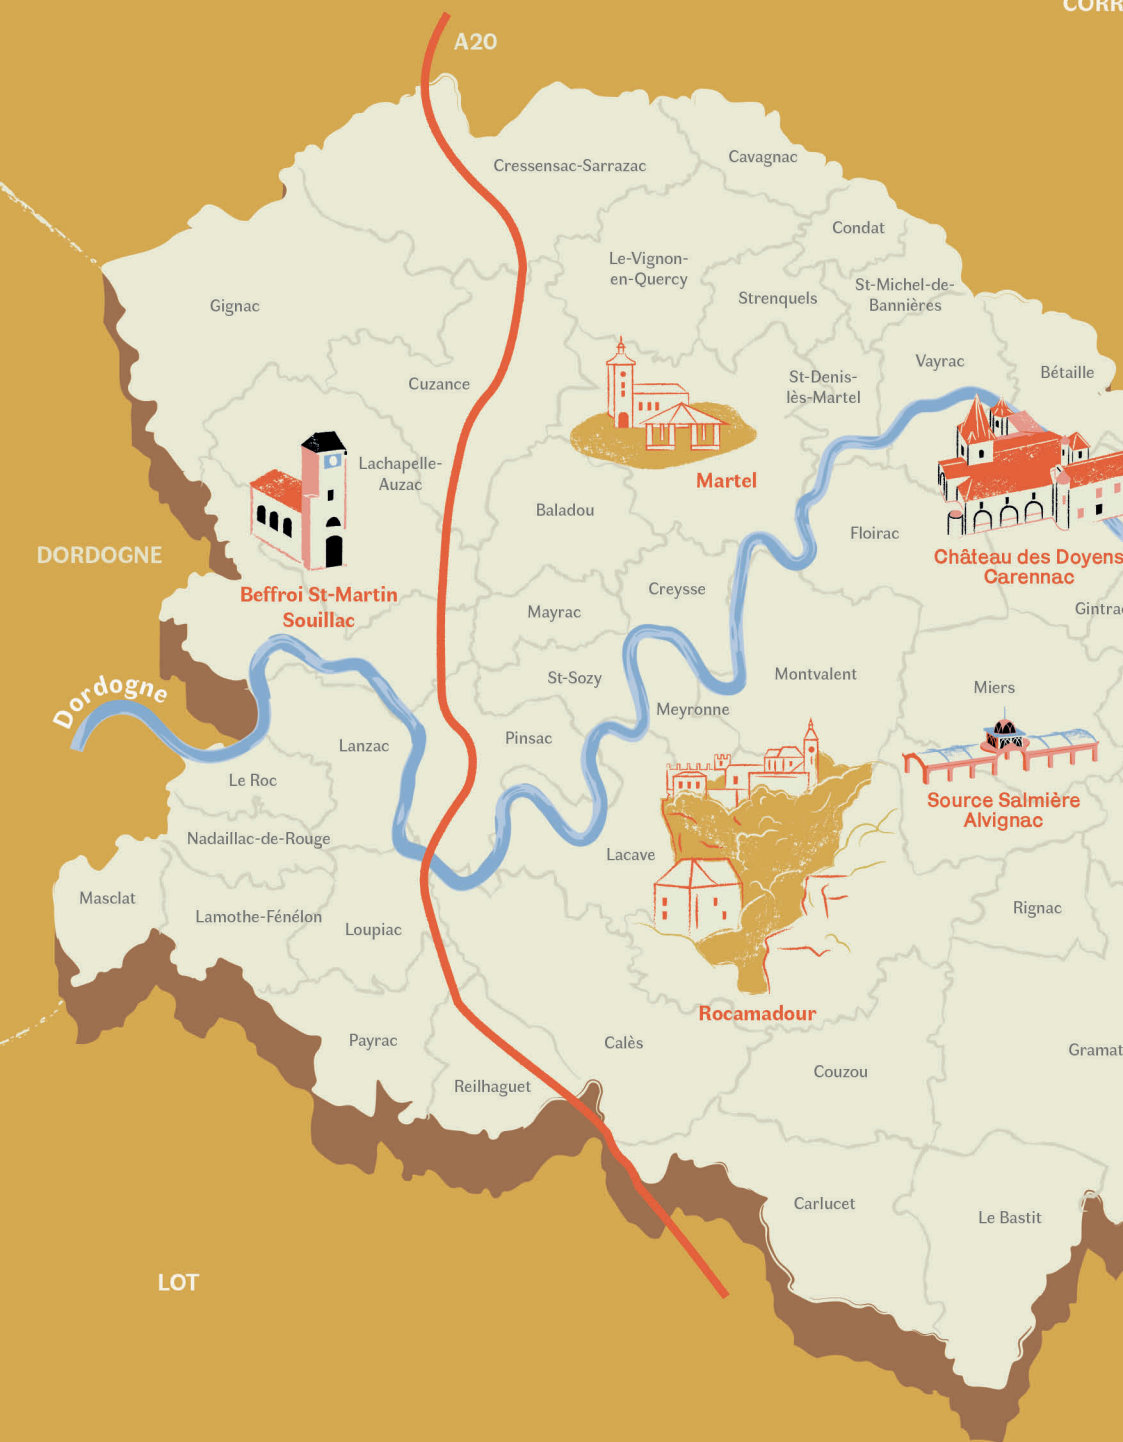 CORR
A20
Cressensac-Sarrazac
Cavagnac
Condat
Le-Vignon-
en-Quercy
St-Michel-de-
Bannières
Strenquels
Gignac
Vayrac
Bétaille
Cuzance
St-Denis-
lès-Martel
Lachapelle-
Auzac
Martel
Baladou
Floirac
DORDOGNE
Château des Doyens
Carennac
Beffroi St-Martin
Souillac
Creysse
Mayrac
Gintra
St-Sozy
Montvalent
Miers
Dordogne
Meyronne
Lanzac
Pinsac
Le Roc
Source Salmière
Alvignac
Nadaillac-de-Rouge
Lacave
Masclat
Lamothe-Fénélon
Loupiac
Rignac
Rocamadour
Payrac
Calès
Gramat
Couzou
Reilhaguet
Carlucet
Le Bastit
LOT